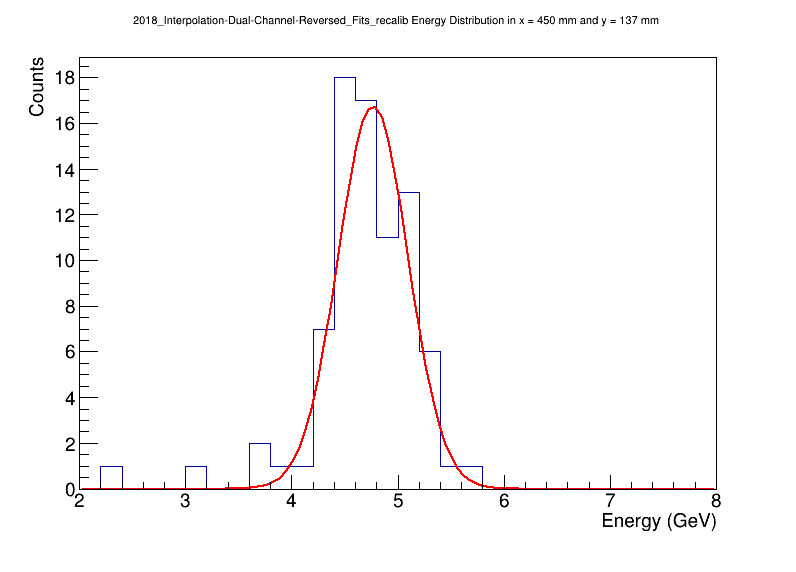 2018_Interpolation-Dual-Channel-Reversed_Fits_recalib Energy Distribution in x = 450 mm and y = 137 mm
Counts
18
16
14
12
10
8
6
4
2
0
2 3 4 5 6 7 8
Energy (GeV)